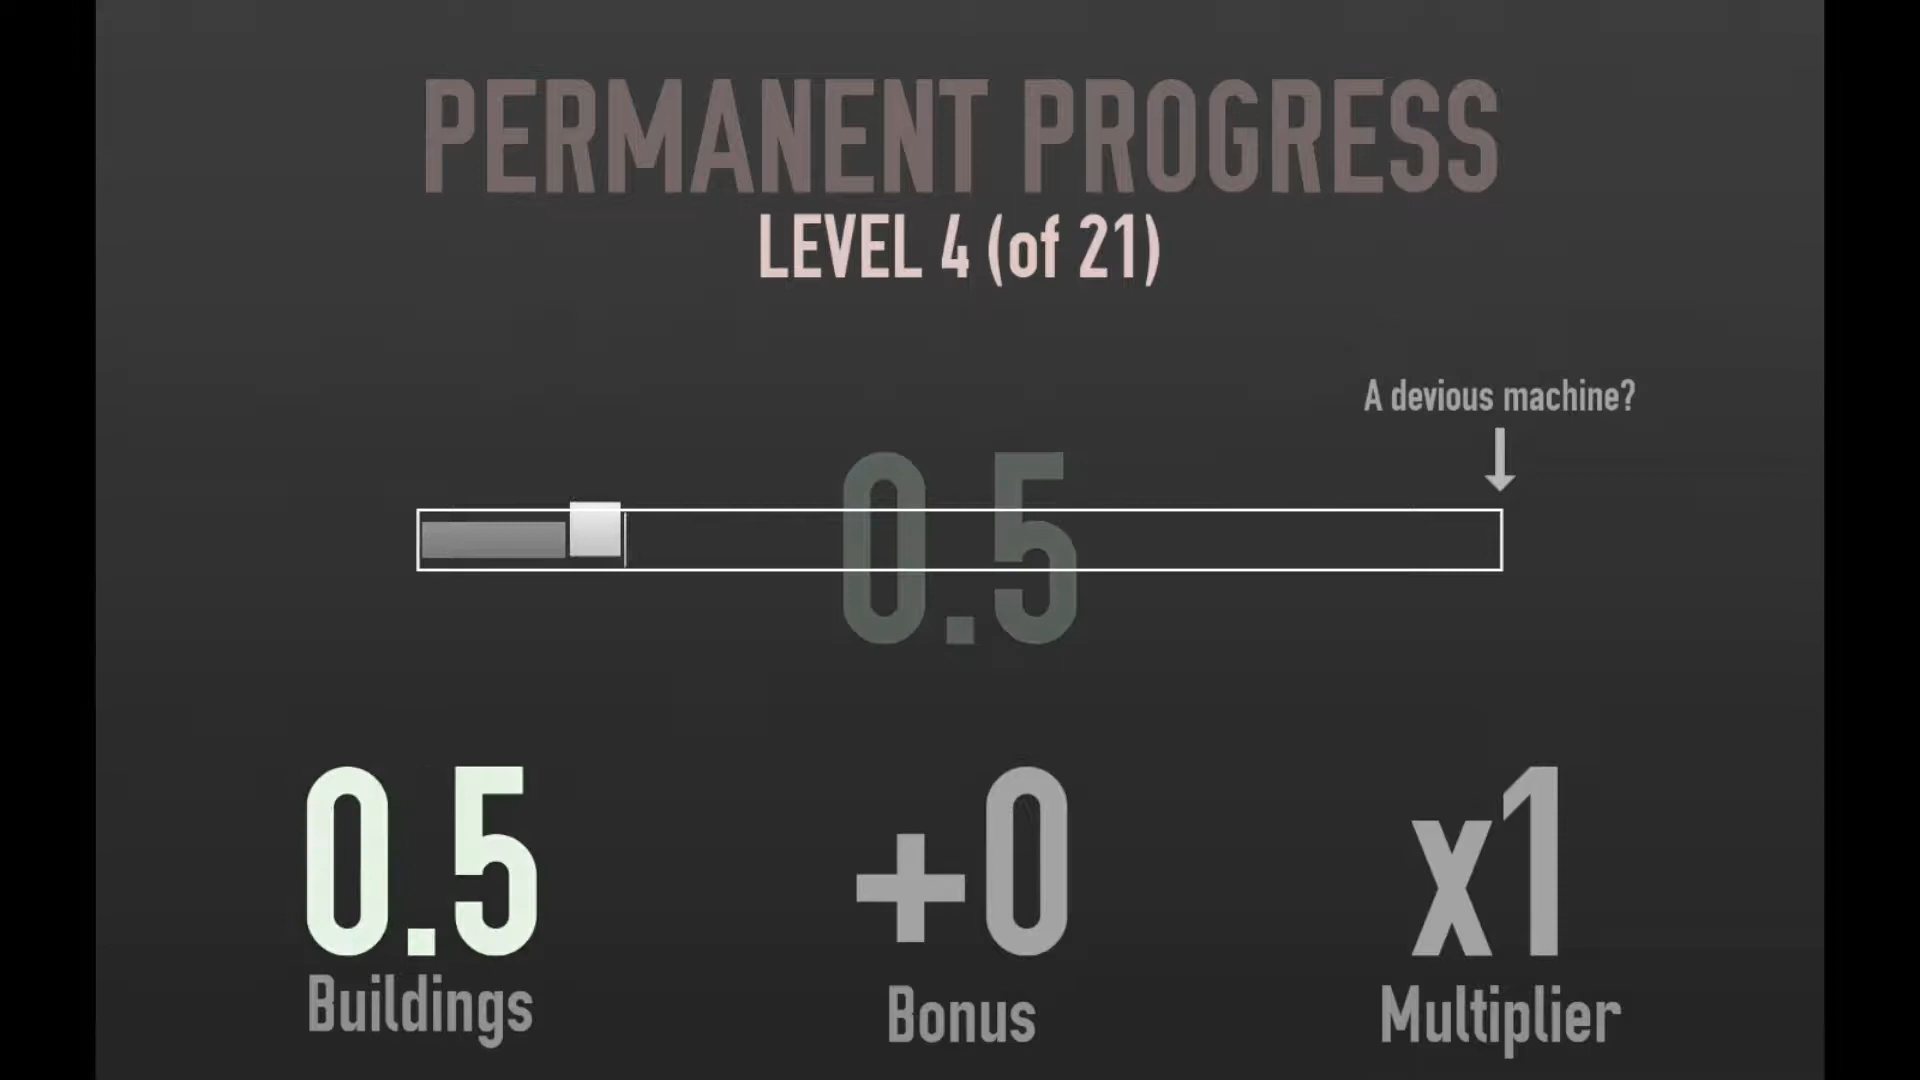 PERMANENT PROGRESS
LEVEL 4 (of 21)
A devious machine?
0.5
0.5
+0
x1
Buildings
Bonus
Multiplier